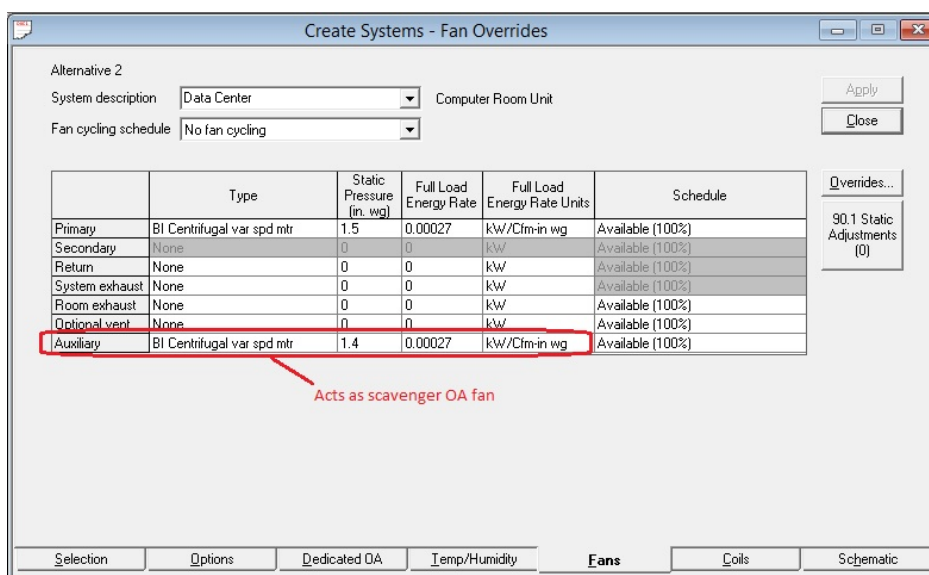 Create Systems - Fan Overrides
Alternative 2
System description Data Center Computer Room Unit
Fan cycling schedule No fan cycling
Apply
Close
Type Static Pressure (in. wg) Full Load Energy Rate Full Load Energy Rate Units Schedule
Primary BI Centrifugal var spd mtr 1.5 0.00027 kW/Cfm-in wg Available (100%)
Secondary None 0 0 kW Available (100%)
Return None 0 0 kW Available (100%)
System exhaust None 0 0 kW Available (100%)
Room exhaust None 0 0 kW Available (100%)
Optional vent None 0 0 kW Available (100%)
Auxiliary BI Centrifugal var spd mtr 1.4 0.00027 kW/Cfm-in wg Available (100%)
Overrides...
90.1 Static
Adjustments
(0)
Acts as scavenger OA fan
Selection Options Dedicated OA Temp/Humidity Fans Coils Schematic